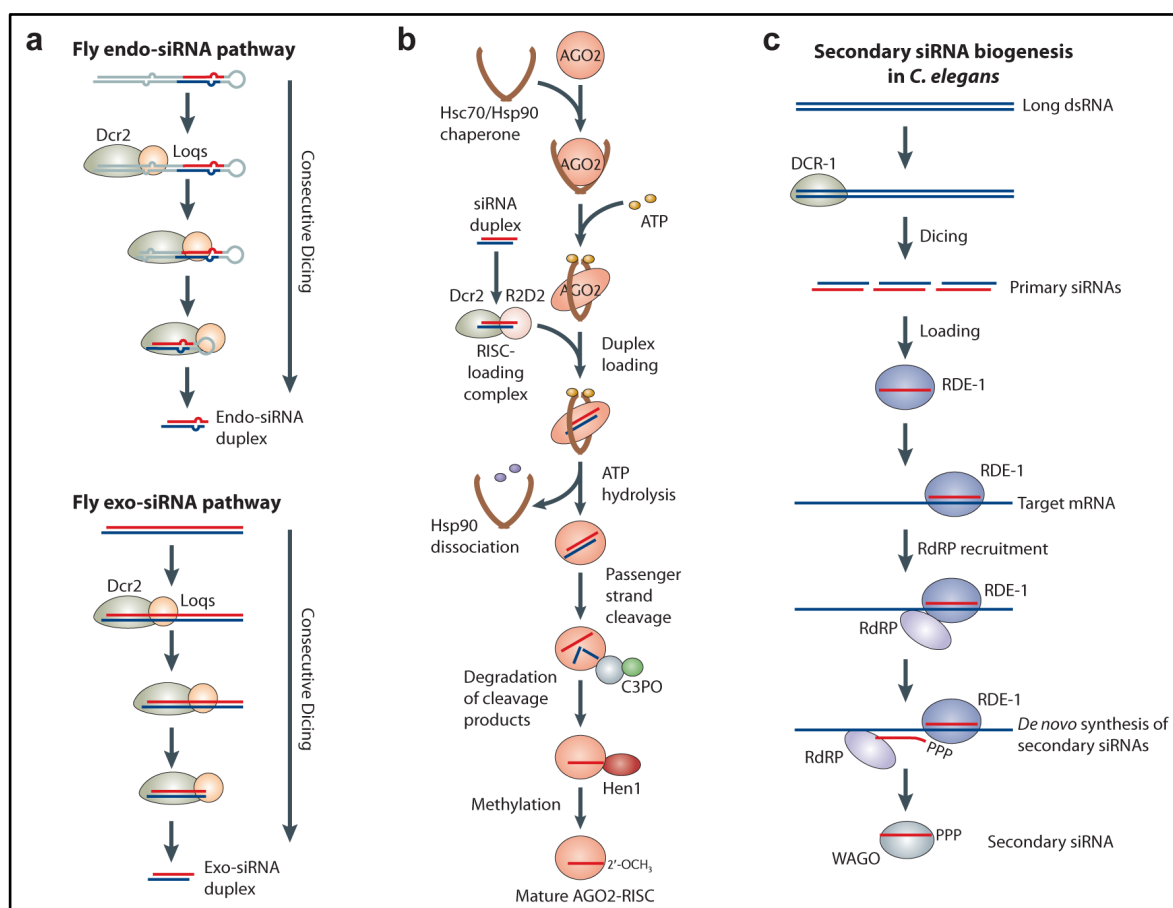 a
Fly endo-siRNA pathway
Dcr2
Loqs
Consecutive Dicing
Endo-siRNA
duplex
Fly exo-siRNA pathway
Dcr2
Loqs
Consecutive Dicing
Exo-siRNA
duplex
b
AGO2
Hsc70/Hsp90
chaperone
AGO2
siRNA
duplex
ATP
AGO2
Dcr2
R2D2
RISC-
loading
complex
Duplex
loading
ATP
hydrolysis
Hsp90
dissociation
Passenger
strand
cleavage
C3PO
Degradation
of cleavage
products
Hen1
Methylation
2'-OCH₃
Mature AGO2-RISC
c
Secondary siRNA biogenesis
in C. elegans
Long dsRNA
DCR-1
Dicing
Primary siRNAs
Loading
RDE-1
RDE-1
Target mRNA
RdRP recruitment
RDE-1
RdRP
RDE-1
De novo synthesis of
secondary siRNAs
PPP
RdRP
PPP
WAGO
Secondary siRNA